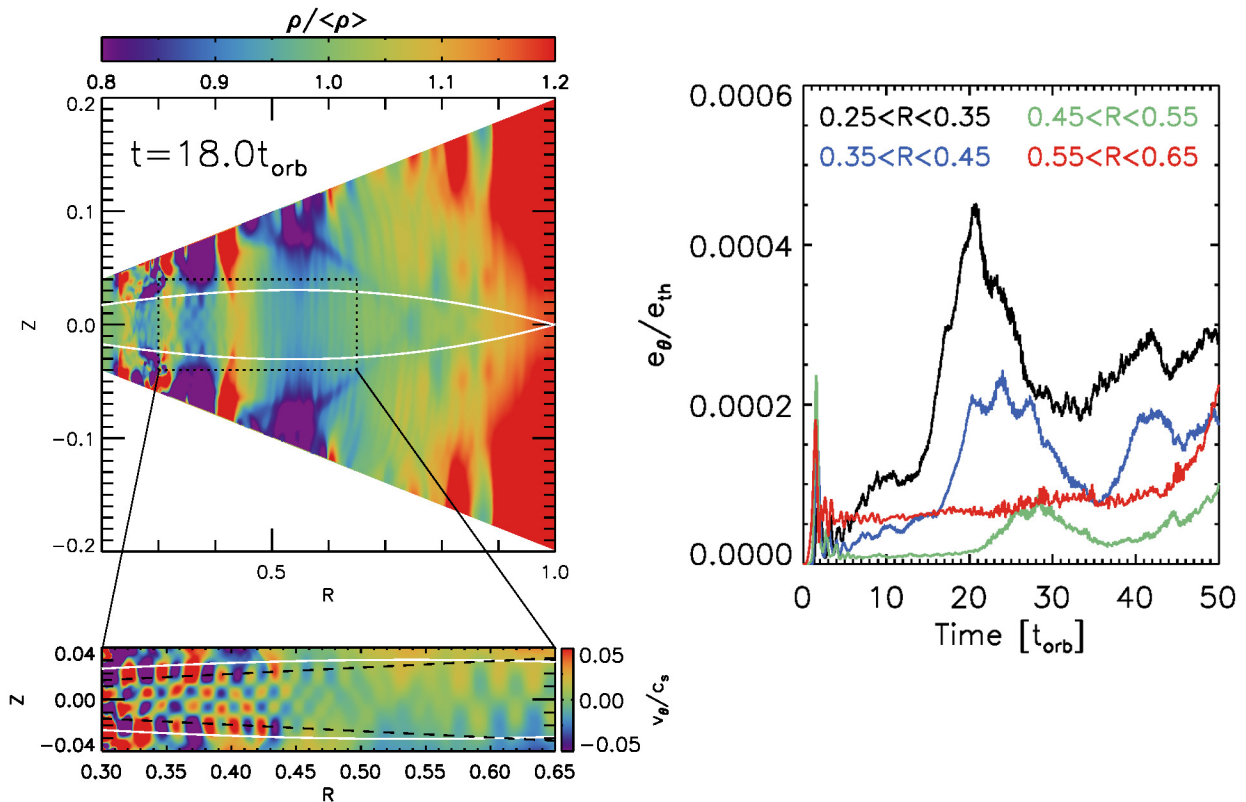 ρ/<ρ>
0.8 0.9 1.0 1.1 1.2
t=18.0t_orb
0.2
0.1
0.0
−0.1
−0.2
Z
0.5 1.0
R
0.04
0.00
−0.04
Z
0.30 0.35 0.40 0.45 0.50 0.55 0.60 0.65
R
0.05
−0.05
v_θ/c_s
0.0006
0.0004
0.0002
0.0000
e_θ/e_th
0.25<R<0.35 0.45<R<0.55
0.35<R<0.45 0.55<R<0.65
0 10 20 30 40 50
Time [t_orb]